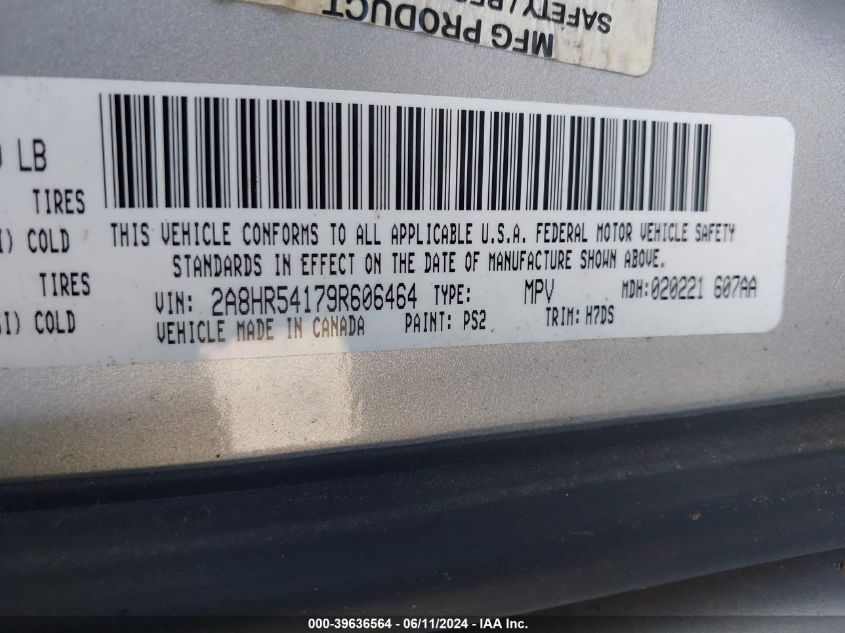 MFG PRODUCT
SAFETY / RES
LB
TIRES
I) COLD
TIRES
SI) COLD
THIS VEHICLE CONFORMS TO ALL APPLICABLE U.S.A. FEDERAL MOTOR VEHICLE SAFETY
STANDARDS IN EFFECT ON THE DATE OF MANUFACTURE SHOWN ABOVE.
VIN: 2A8HR54179R606464 TYPE: MPV MDH: 020221 607AA
VEHICLE MADE IN CANADA PAINT: PS2 TRIM: H7DS
000-39636564 / 06/11/2024 - IAA Inc.